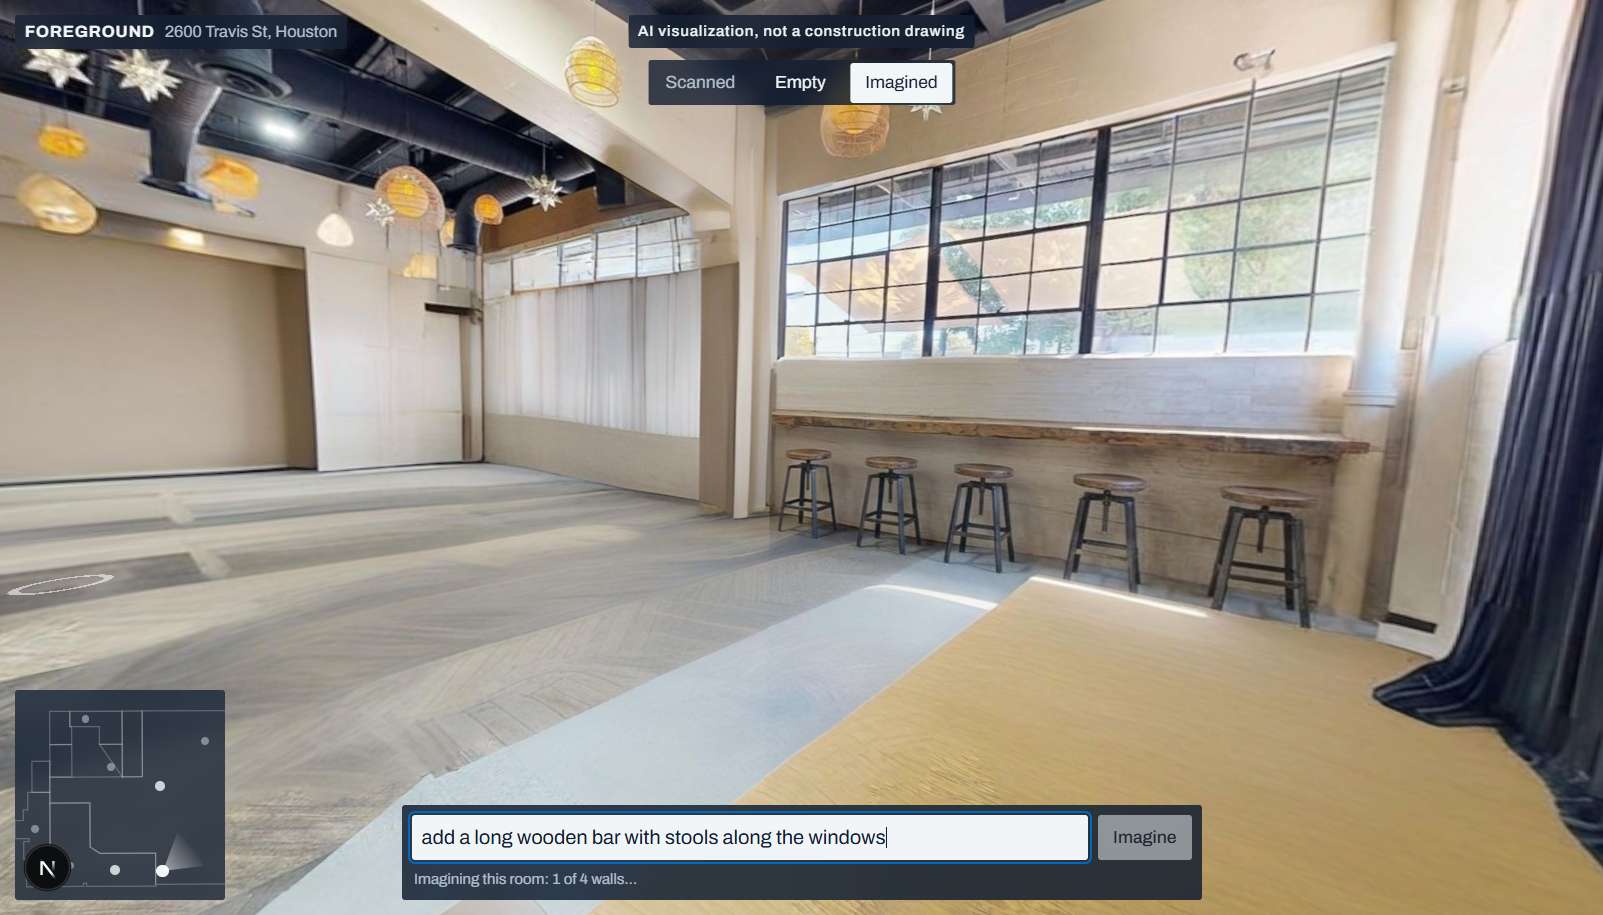 FOREGROUND 2600 Travis St, Houston
AI visualization, not a construction drawing
Scanned Empty Imagined
add a long wooden bar with stools along the windows
Imagine
Imagining this room: 1 of 4 walls...
N